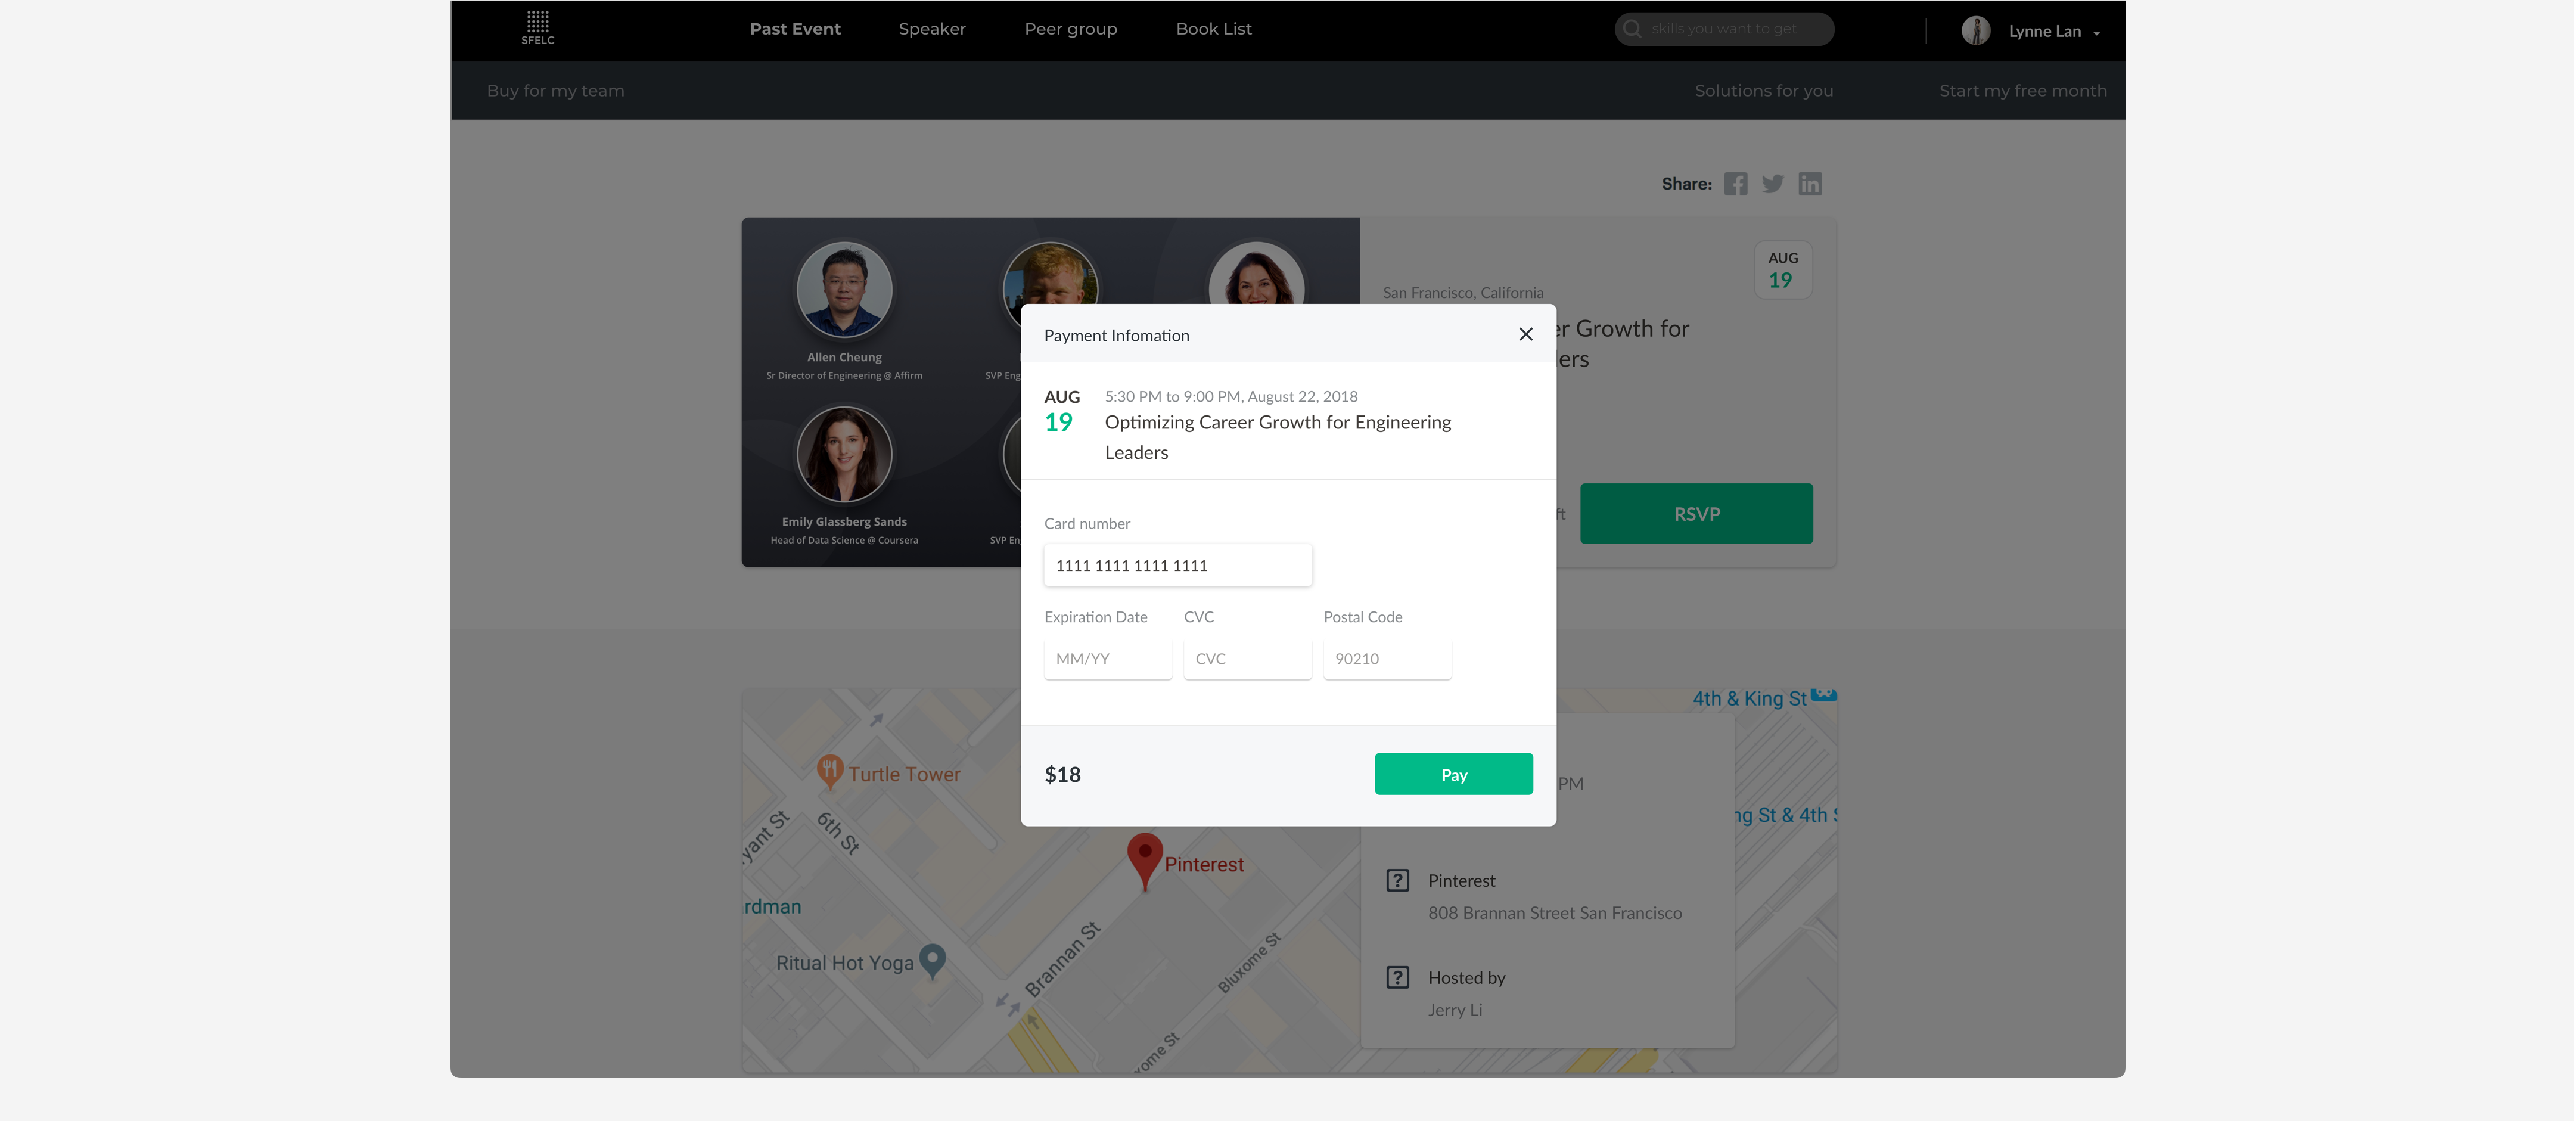 SFELC
Past Event
Speaker
Peer group
Book List
skills you want to get
Lynne Lan
Buy for my team
Solutions for you
Start my free month
Share:
Allen Cheung
Sr Director of Engineering @ Affirm
SVP Eng
Emily Glassberg Sands
Head of Data Science @ Coursera
SVP En
San Francisco, California
AUG
19
er Growth for
ers
ft
RSVP
Payment Infomation
AUG
19
5:30 PM to 9:00 PM, August 22, 2018
Optimizing Career Growth for Engineering
Leaders
Card number
1111 1111 1111 1111
Expiration Date
CVC
Postal Code
MM/YY
CVC
90210
$18
Pay
4th & King St
Turtle Tower
6th St
yant St
Pinterest
rdman
Ritual Hot Yoga
Brannan St
Bluxome St
ome St
ng St & 4th S
PM
Pinterest
808 Brannan Street San Francisco
Hosted by
Jerry Li